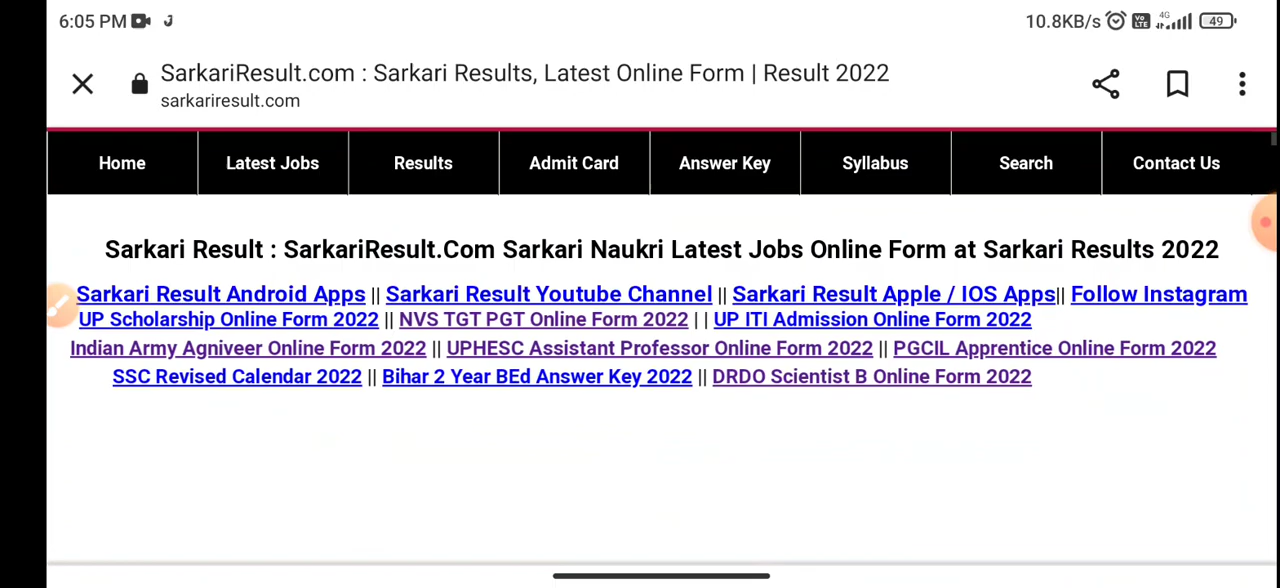 6:05 PM
10.8KB/s Vo LTE 4G 49
SarkariResult.com : Sarkari Results, Latest Online Form | Result 2022
sarkariresult.com
Home Latest Jobs Results Admit Card Answer Key Syllabus Search Contact Us
Sarkari Result : SarkariResult.Com Sarkari Naukri Latest Jobs Online Form at Sarkari Results 2022
Sarkari Result Android Apps || Sarkari Result Youtube Channel || Sarkari Result Apple / IOS Apps|| Follow Instagram
UP Scholarship Online Form 2022 || NVS TGT PGT Online Form 2022 | | UP ITI Admission Online Form 2022
Indian Army Agniveer Online Form 2022 || UPHESC Assistant Professor Online Form 2022 || PGCIL Apprentice Online Form 2022
SSC Revised Calendar 2022 || Bihar 2 Year BEd Answer Key 2022 || DRDO Scientist B Online Form 2022